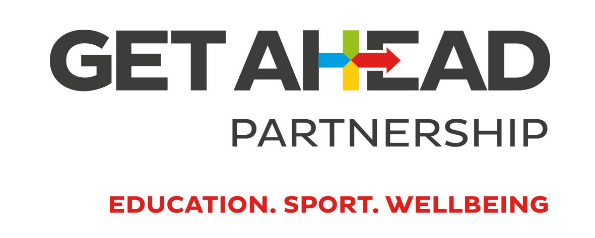 GET AHEAD
PARTNERSHIP
EDUCATION. SPORT. WELLBEING